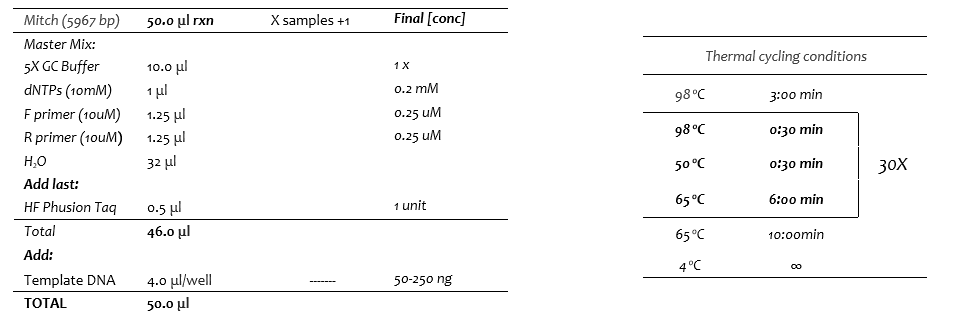 Mitch (5967 bp) 50.0 µl rxn X samples +1 Final [conc]
Master Mix:
5X GC Buffer 10.0 µl 1 x
dNTPs (10mM) 1 µl 0.2 mM
F primer (10uM) 1.25 µl 0.25 uM
R primer (10uM) 1.25 µl 0.25 uM
H₂O 32 µl
Add last:
HF Phusion Taq 0.5 µl 1 unit
Total 46.0 µl
Add:
Template DNA 4.0 µl/well ------- 50-250 ng
TOTAL 50.0 µl
Thermal cycling conditions
98°C 3:00 min
98°C 0:30 min
50°C 0:30 min
65°C 6:00 min
30X
65°C 10:00min
4°C ∞